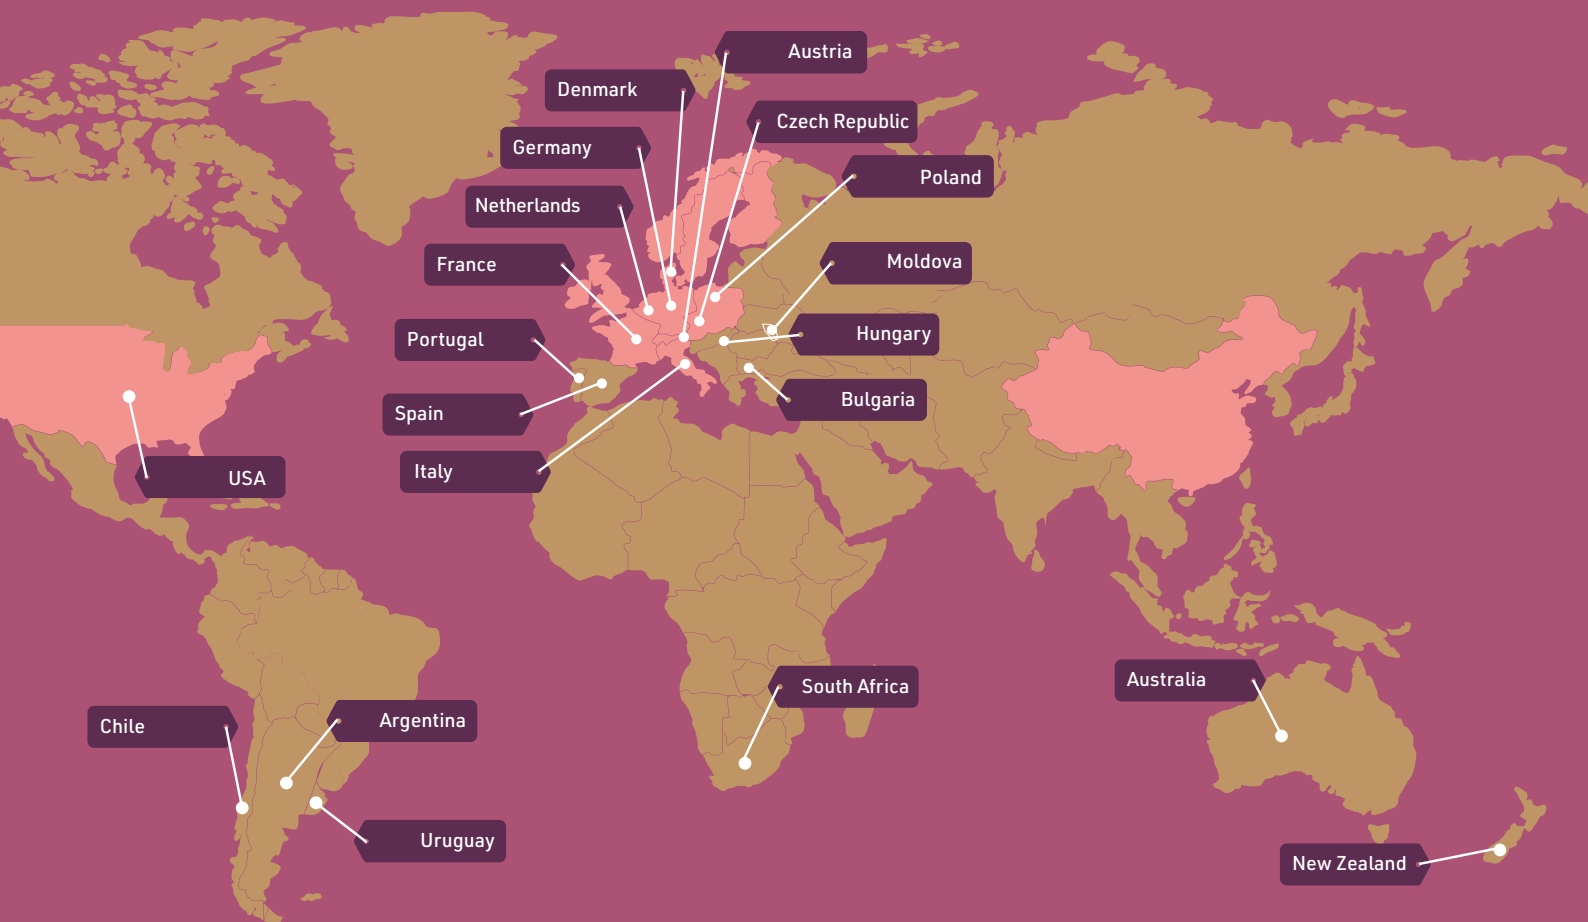 Austria
Denmark
Czech Republic
Germany
Poland
Netherlands
Moldova
France
Hungary
Portugal
Bulgaria
Spain
Italy
USA
South Africa
Australia
Argentina
Chile
Uruguay
New Zealand